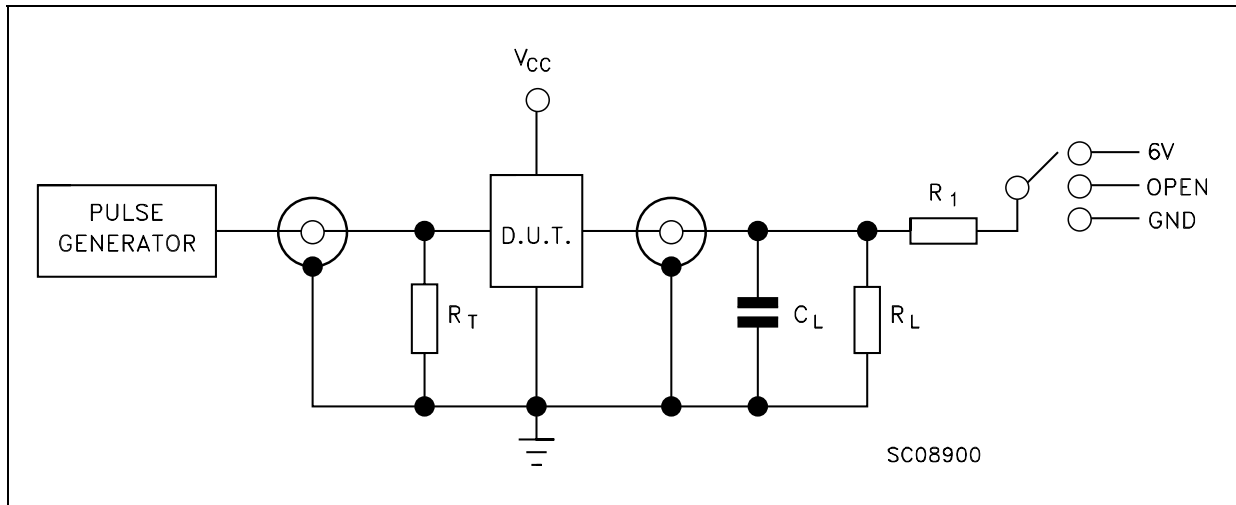 VCC
PULSE
GENERATOR
D.U.T.
RT
CL
RL
R1
6V
OPEN
GND
SC08900